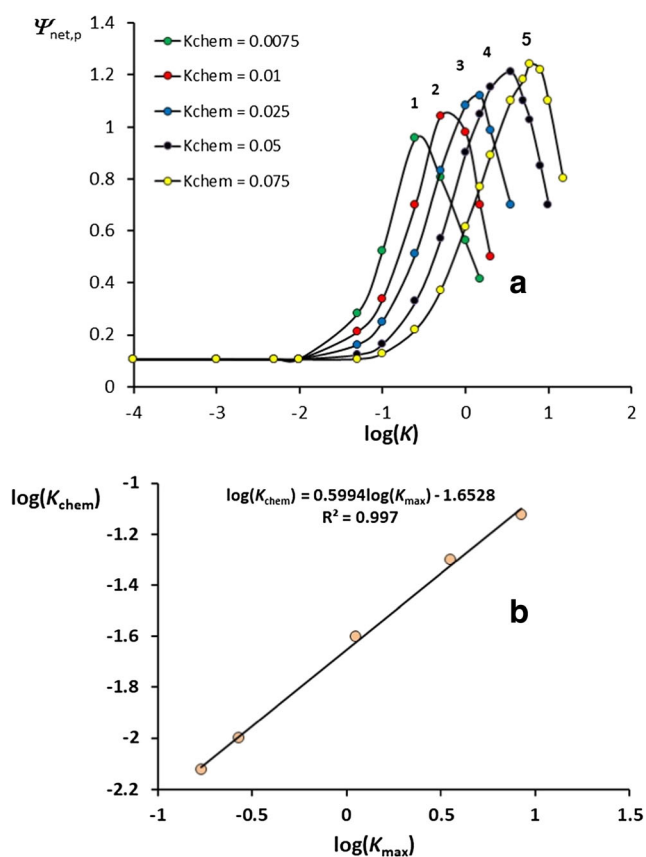 Ψnet,p
1.4
1.2
1
0.8
0.6
0.4
0.2
0
Kchem = 0.0075
Kchem = 0.01
Kchem = 0.025
Kchem = 0.05
Kchem = 0.075
1 2 3 4 5
a
-4 -3 -2 -1 0 1 2
log(K)
log(Kchem)
-1
-1.2
-1.4
-1.6
-1.8
-2
-2.2
log(Kchem) = 0.5994log(Kmax) - 1.6528
R² = 0.997
b
-1 -0.5 0 0.5 1 1.5
log(Kmax)